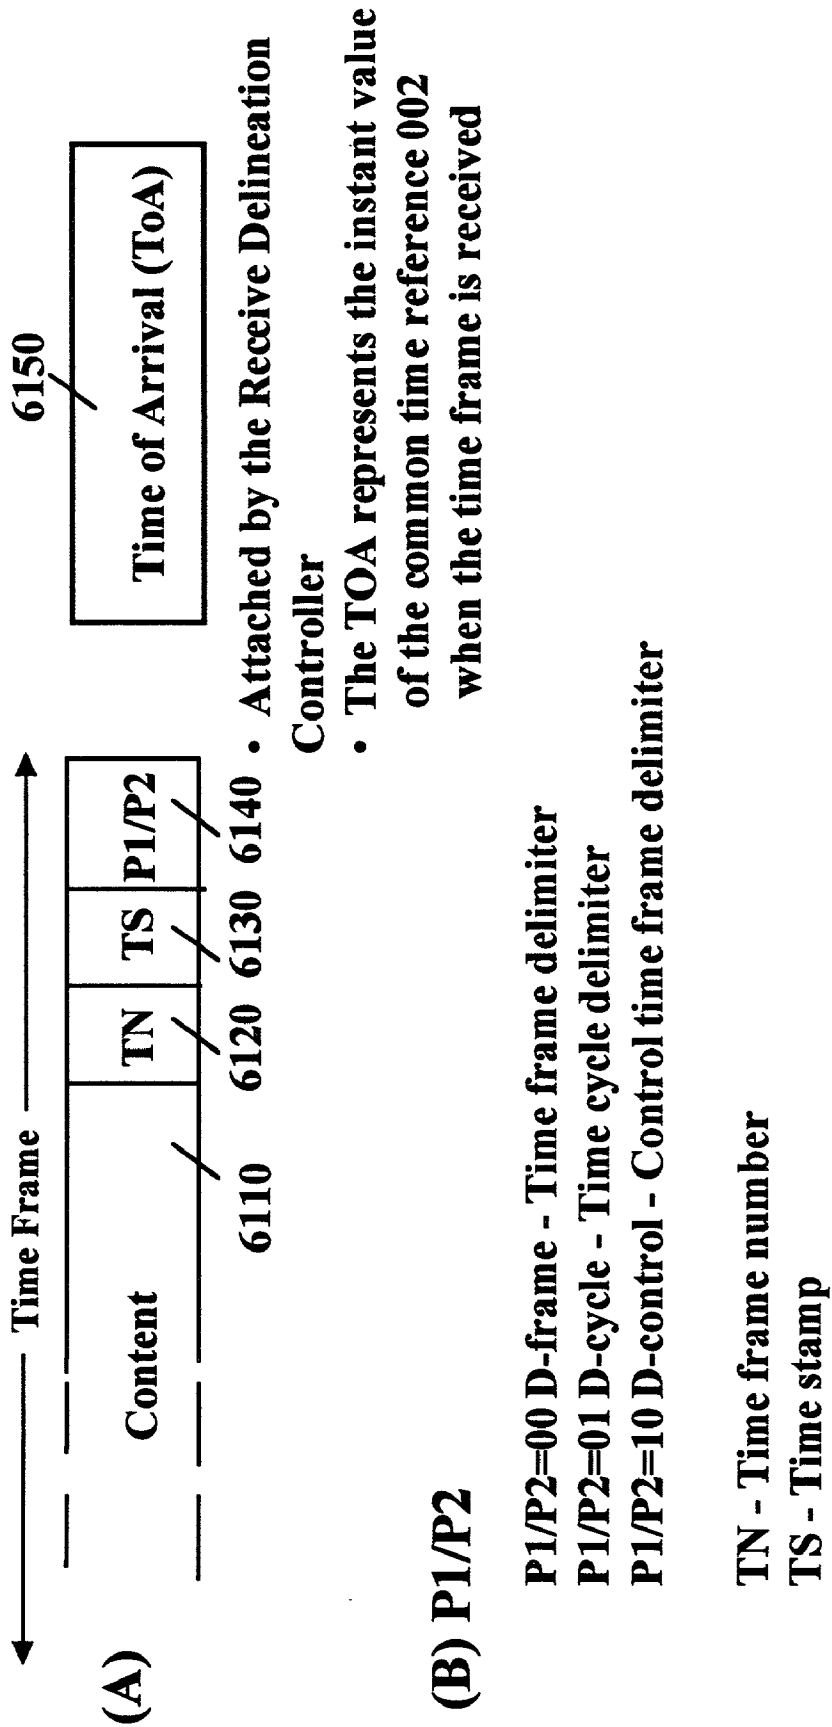 Time Frame
(A)
Content
TN
TS
P1/P2
6110
6120
6130
6140
6150
Time of Arrival (ToA)
• Attached by the Receive Delineation
Controller
• The TOA represents the instant value
of the common time reference 002
when the time frame is received
(B) P1/P2
P1/P2=00 D-frame - Time frame delimiter
P1/P2=01 D-cycle - Time cycle delimiter
P1/P2=10 D-control - Control time frame delimiter
TN - Time frame number
TS - Time stamp